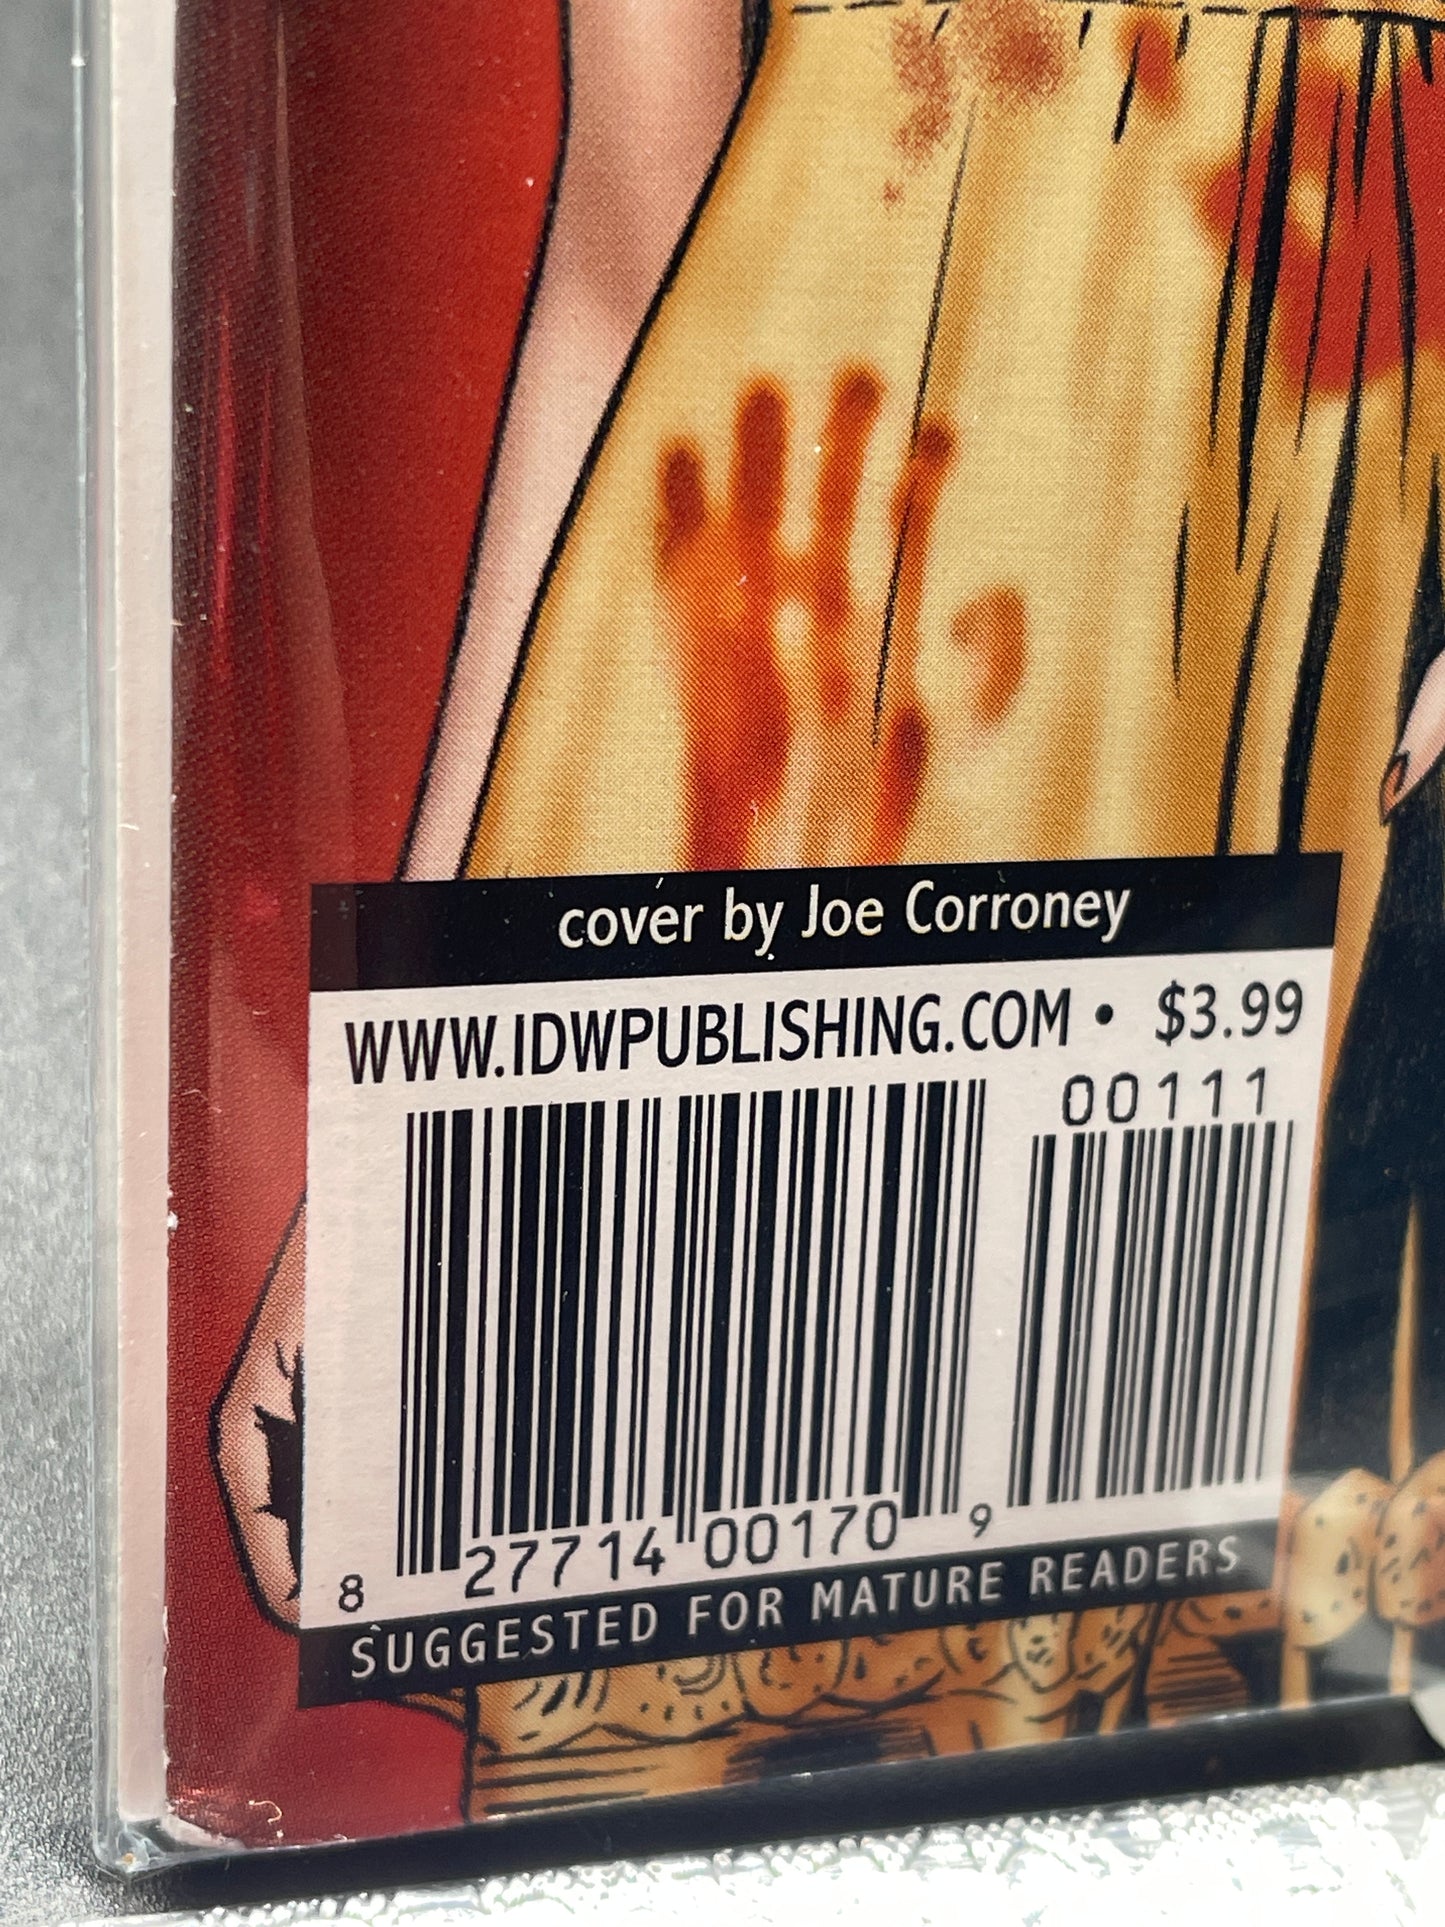 cover by Joe Corroney
WWW.IDWPUBLISHING.COM • $3.99
00111
8 27714 00170 9
SUGGESTED FOR MATURE READERS